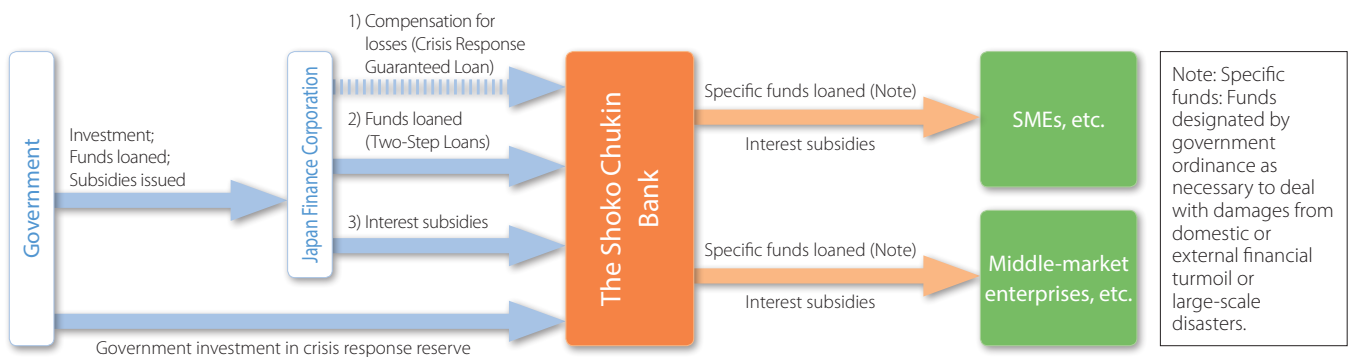 Government
Investment;
Funds loaned;
Subsidies issued
Japan Finance Corporation
1) Compensation for
losses (Crisis Response
Guaranteed Loan)
2) Funds loaned
(Two-Step Loans)
3) Interest subsidies
Government investment in crisis response reserve
The Shoko Chukin
Bank
Specific funds loaned (Note)
Interest subsidies
SMEs, etc.
Specific funds loaned (Note)
Interest subsidies
Middle-market
enterprises, etc.
Note: Specific
funds: Funds
designated by
government
ordinance as
necessary to deal
with damages from
domestic or
external financial
turmoil or
large-scale
disasters.